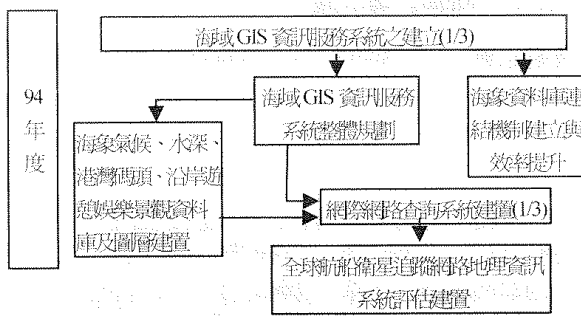 海域 GIS 資訊服務系統之建立(1/3)
94
年
度
海域 GIS 資訊服務
系統整體規劃
海象資料庫連
結機制建立與
效率提升
海象氣候、水深、
港灣碼頭、沿岸遊
憩娛樂景觀資料
庫及圖層建置
網際網路查詢系統建置(1/3)
全球航船衛星追蹤網路地理資訊
系統評估建置